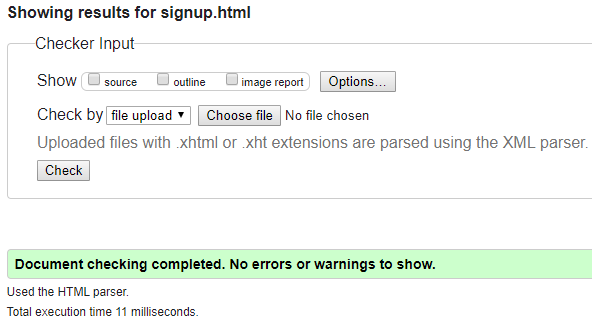 Showing results for signup.html
Checker Input
Show source outline image report Options...
Check by file upload Choose file No file chosen
Uploaded files with .xhtml or .xht extensions are parsed using the XML parser.
Check
Document checking completed. No errors or warnings to show.
Used the HTML parser.
Total execution time 11 milliseconds.